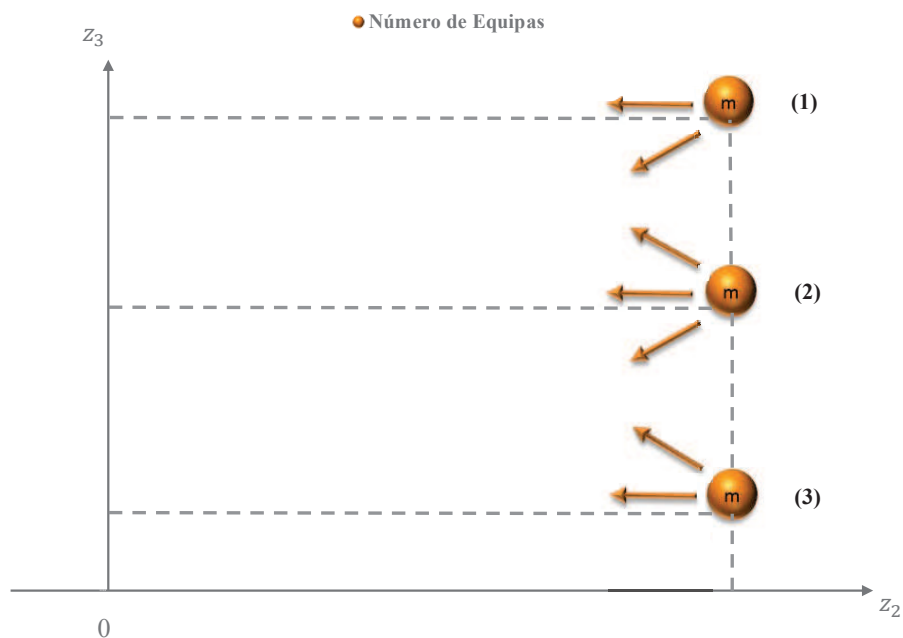 Número de Equipas
z₃
m
(1)
m
(2)
m
(3)
z₂
0